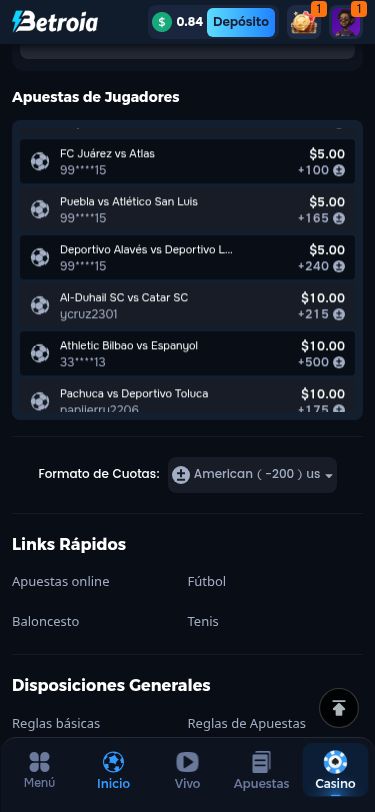 Betroia
$ 0.84 Depósito
1
1
Apuestas de Jugadores
FC Juárez vs Atlas
$5.00
99****15
+100
Puebla vs Atlético San Luis
$5.00
99****15
+165
Deportivo Alavés vs Deportivo L...
$5.00
99****15
+240
Al-Duhail SC vs Catar SC
$10.00
ycruz2301
+215
Athletic Bilbao vs Espanyol
$10.00
33****13
+500
Pachuca vs Deportivo Toluca
$10.00
papijerru2206
+175
Formato de Cuotas: American ( -200 ) us
Links Rápidos
Apuestas online
Fútbol
Baloncesto
Tenis
Disposiciones Generales
Reglas básicas
Reglas de Apuestas
Menú
Inicio
Vivo
Apuestas
Casino